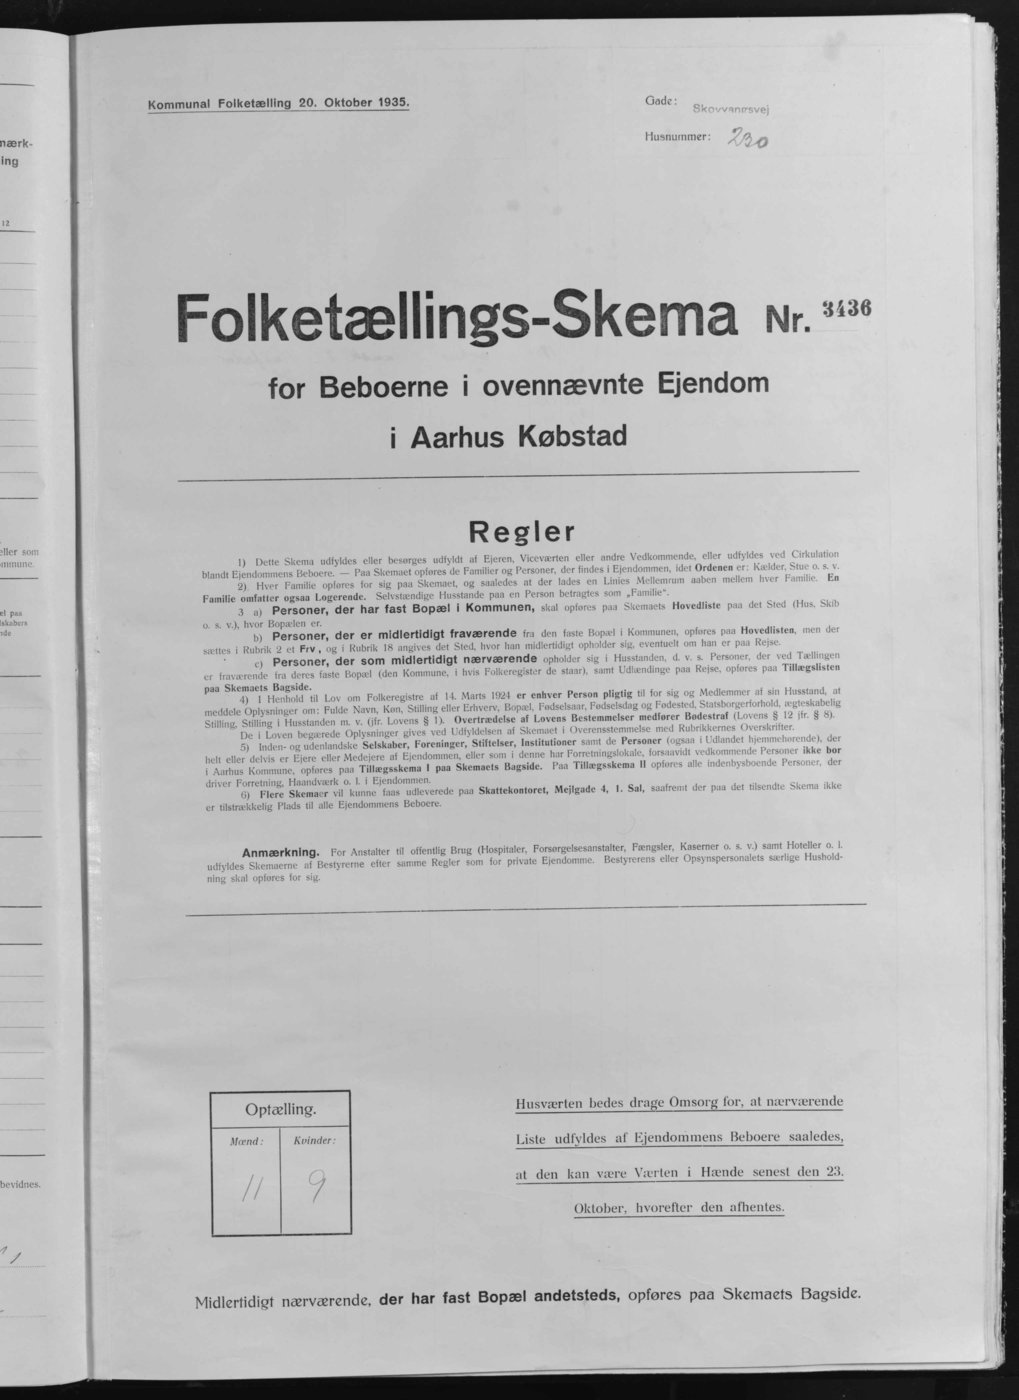 Kommunal Folketælling 20. Oktober 1935.
Gade: Skovvangsvej
Husnummer: 230
Folketællings-Skema Nr. 3436
for Beboerne i ovennævnte Ejendom
i Aarhus Købstad
Regler
1) Dette Skema udfyldes eller besørges udfyldt af Ejeren, Viceværten eller andre Vedkommende, eller udfyldes ved Cirkulation
blandt Ejendommens Beboere. — Paa Skemaet opføres de Familier og Personer, der findes i Ejendommen, idet Ordenen er: Kælder, Stue o. s. v.
2) Hver Familie opføres for sig paa Skemaet, og saaledes at der lades en Linies Mellemrum aaben mellem hver Familie. En
Familie omfatter ogsaa Logerende. Selvstændige Husstande paa en Person betragtes som „Familie“.
3 a) Personer, der har fast Bopæl i Kommunen, skal opføres paa Skemaets Hovedliste paa det Sted (Hus, Skib
o. s. v.), hvor Bopælen er.
b) Personer, der er midlertidigt fraværende fra den faste Bopæl i Kommunen, opføres paa Hovedlisten, men der
sættes i Rubrik 2 et Frv, og i Rubrik 18 angives det Sted, hvor han midlertidigt opholder sig, eventuelt om han er paa Rejse.
c) Personer, der som midlertidigt nærværende opholder sig i Husstanden, d. v. s. Personer, der ved Tællingen
er fraværende fra deres faste Bopæl (den Kommune, i hvis Folkeregister de staar), samt Udlændinge paa Rejse, opføres paa Tillægslisten
paa Skemaets Bagside.
4) I Henhold til Lov om Folkeregistre af 14. Marts 1924 er enhver Person pligtig til for sig og Medlemmer af sin Husstand, at
meddele Oplysninger om: Fulde Navn, Køn, Stilling eller Erhverv, Bopæl, Fødselsaar, Fødselsdag og Fødested, Statsborgerforhold, ægteskabelig
Stilling, Stilling i Husstanden m. v. (jfr. Lovens § 1). Overtrædelse af Lovens Bestemmelser medfører Bødestraf (Lovens § 12 jfr. § 8).
De i Loven begærede Oplysninger gives ved Udfyldelsen af Skemaet i Overensstemmelse med Rubrikkernes Overskrifter.
5) Inden- og udenlandske Selskaber, Foreninger, Stiftelser, Institutioner samt de Personer (ogsaa i Udlandet hjemmehørende), der
helt eller delvis er Ejere eller Medejere af Ejendommen, eller som i denne har Forretningslokale, forsaavidt vedkommende Personer ikke bor
i Aarhus Kommune, opføres paa Tillægsskema I paa Skemaets Bagside. Paa Tillægsskema II opføres alle indenbysboende Personer, der
driver Forretning, Haandværk o. l. i Ejendommen.
6) Flere Skemaer vil kunne faas udleverede paa Skattekontoret, Mejlgade 4, 1. Sal, saafremt der paa det tilsendte Skema ikke
er tilstrækkelig Plads til alle Ejendommens Beboere.
Anmærkning. For Anstalter til offentlig Brug (Hospitaler, Forsørgelsesanstalter, Fængsler, Kaserner o. s. v.) samt Hoteller o. l.
udfyldes Skemaerne af Bestyrerne efter samme Regler som for private Ejendomme. Bestyrerens eller Opsynspersonalets særlige Hushold-
ning skal opføres for sig.
Optælling.
Mænd: Kvinder:
11 9
Husværten bedes drage Omsorg for, at nærværende
Liste udfyldes af Ejendommens Beboere saaledes,
at den kan være Værten i Hænde senest den 23.
Oktober, hvorefter den afhentes.
Midlertidigt nærværende, der har fast Bopæl andetsteds, opføres paa Skemaets Bagside.